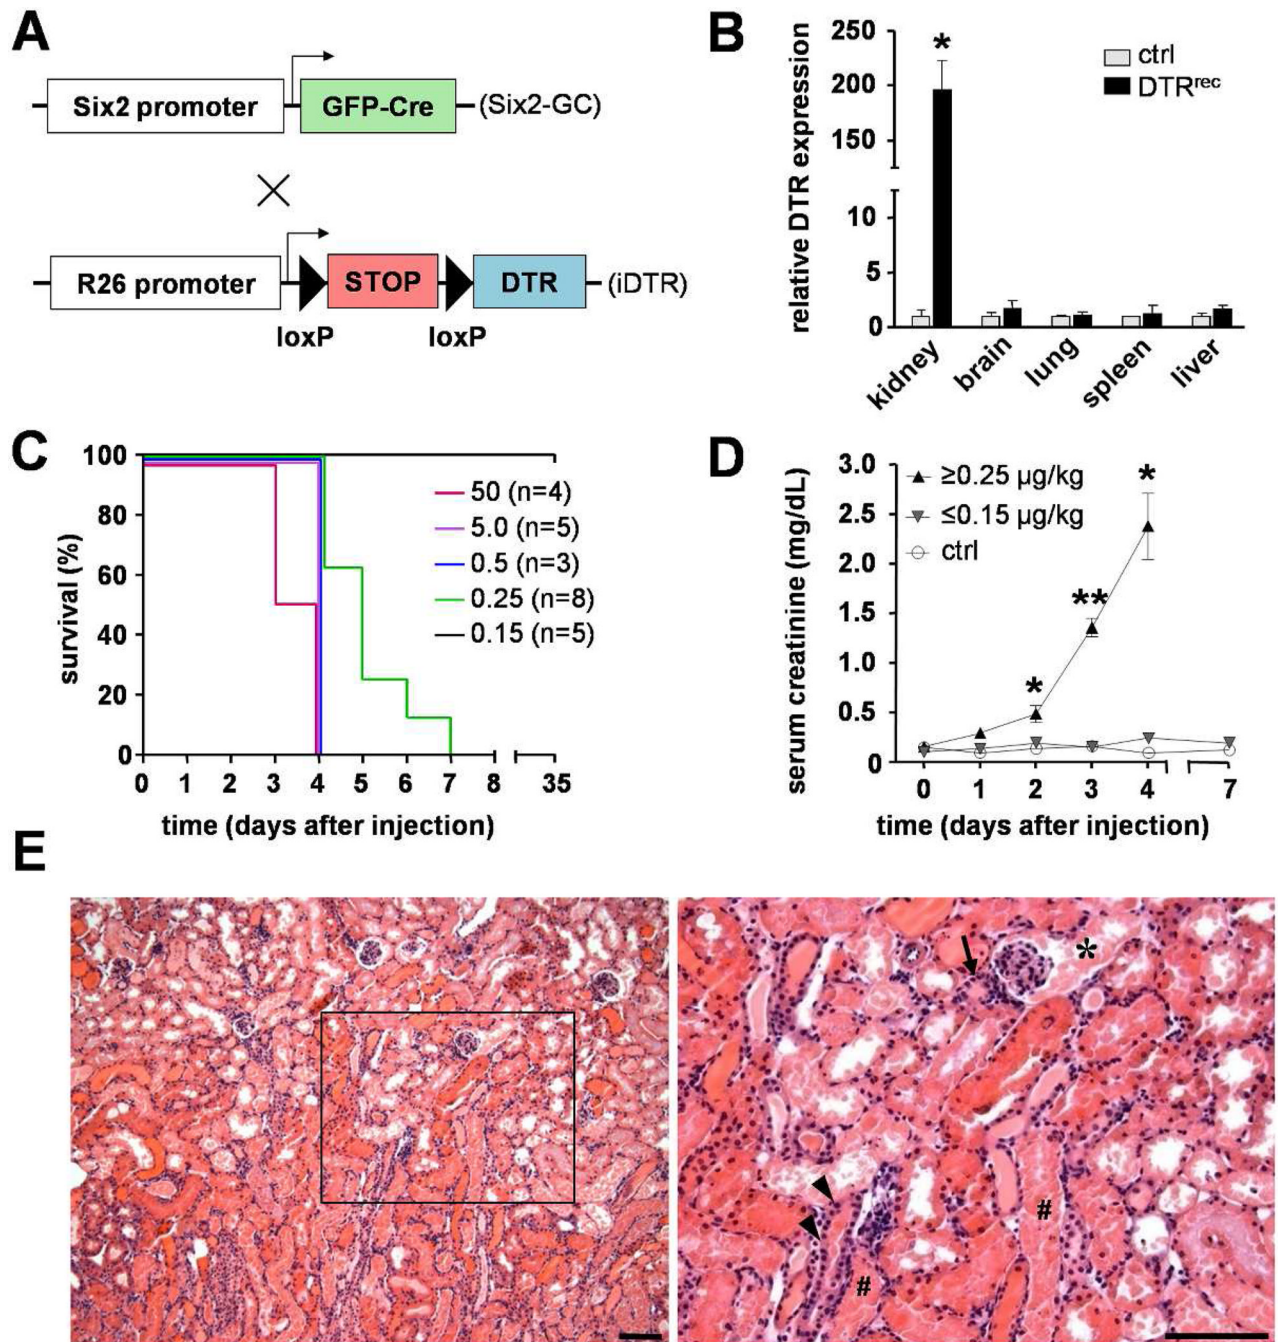 A
Six2 promoter
GFP-Cre
(Six2-GC)
R26 promoter
STOP
DTR
(iDTR)
loxP
loxP
B
relative DTR expression
250
200
150
10
5
0
*
ctrl
DTRrec
kidney
brain
lung
spleen
liver
C
survival (%)
100
80
60
40
20
0
50 (n=4)
5.0 (n=5)
0.5 (n=3)
0.25 (n=8)
0.15 (n=5)
0 1 2 3 4 5 6 7 8 35
time (days after injection)
D
serum creatinine (mg/dL)
3.0
2.5
2.0
1.5
1.0
0.5
0
≥0.25 µg/kg
≤0.15 µg/kg
ctrl
*
**
*
0 1 2 3 4 7
time (days after injection)
E
*
#
#